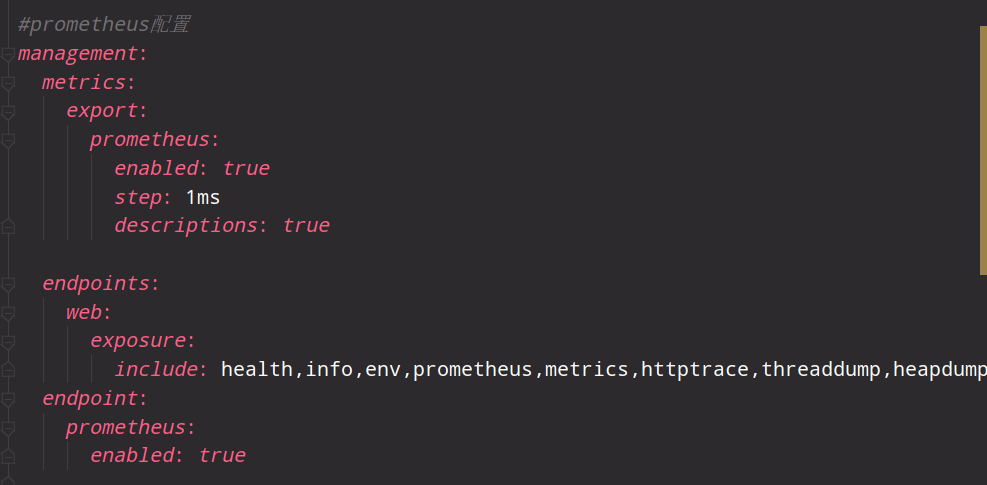 #prometheus配置
management:
  metrics:
    export:
      prometheus:
        enabled: true
        step: 1ms
        descriptions: true
  endpoints:
    web:
      exposure:
        include: health,info,env,prometheus,metrics,httptrace,threaddump,heapdump
  endpoint:
    prometheus:
      enabled: true